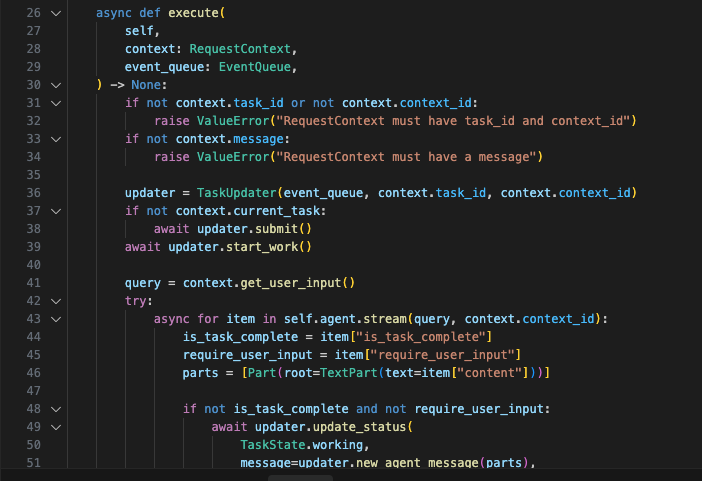 26 async def execute(
27 self,
28 context: RequestContext,
29 event_queue: EventQueue,
30 ) -> None:
31 if not context.task_id or not context.context_id:
32 raise ValueError("RequestContext must have task_id and context_id")
33 if not context.message:
34 raise ValueError("RequestContext must have a message")
35
36 updater = TaskUpdater(event_queue, context.task_id, context.context_id)
37 if not context.current_task:
38 await updater.submit()
39 await updater.start_work()
40
41 query = context.get_user_input()
42 try:
43 async for item in self.agent.stream(query, context.context_id):
44 is_task_complete = item["is_task_complete"]
45 require_user_input = item["require_user_input"]
46 parts = [Part(root=TextPart(text=item["content"]))]
47
48 if not is_task_complete and not require_user_input:
49 await updater.update_status(
50 TaskState.working,
51 message=updater.new_agent_message(parts),